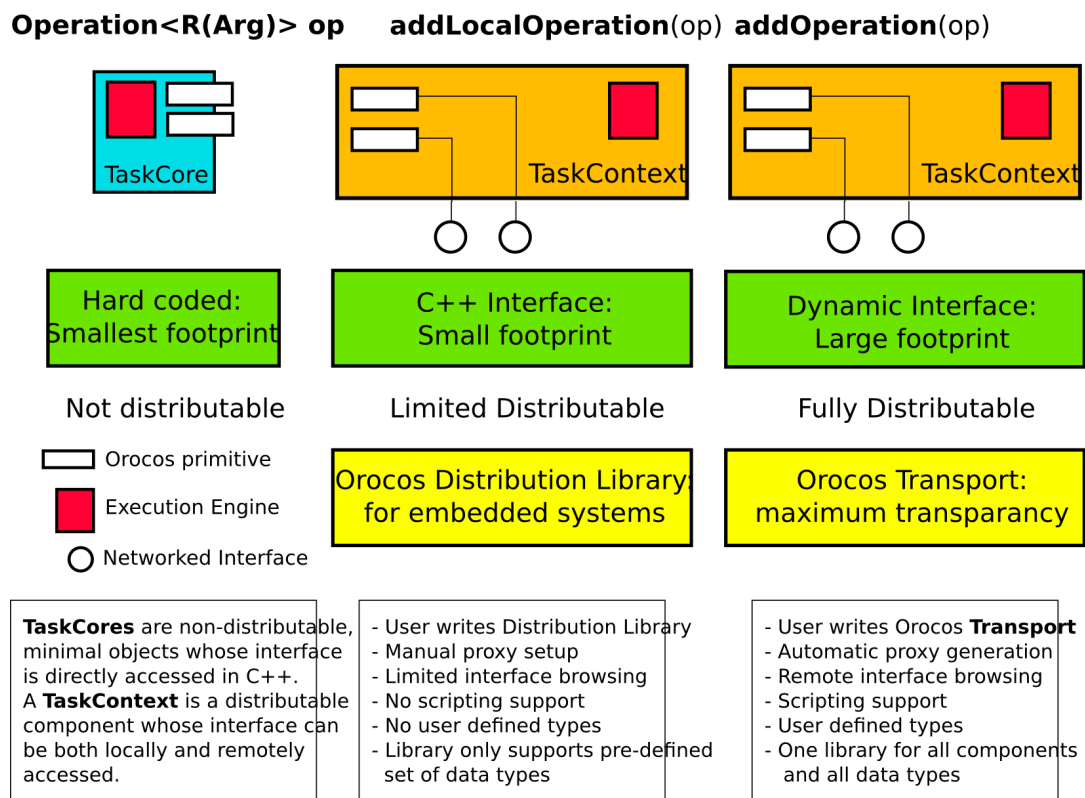 Operation<R(Arg)> op
addLocalOperation(op)
addOperation(op)
TaskCore
TaskContext
TaskContext
Hard coded:
Smallest footprint
C++ Interface:
Small footprint
Dynamic Interface:
Large footprint
Not distributable
Limited Distributable
Fully Distributable
Orocos primitive
Execution Engine
Networked Interface
Orocos Distribution Library:
for embedded systems
Orocos Transport:
maximum transparancy
TaskCores are non-distributable,
minimal objects whose interface
is directly accessed in C++.
A TaskContext is a distributable
component whose interface can
be both locally and remotely
accessed.
- User writes Distribution Library
- Manual proxy setup
- Limited interface browsing
- No scripting support
- No user defined types
- Library only supports pre-defined
set of data types
- User writes Orocos Transport
- Automatic proxy generation
- Remote interface browsing
- Scripting support
- User defined types
- One library for all components
and all data types